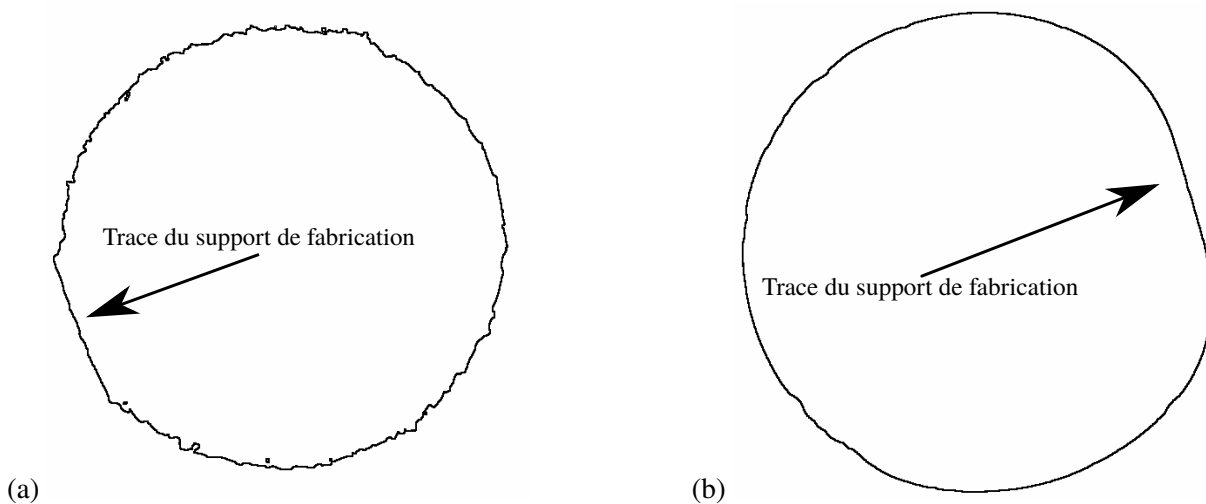 Trace du support de fabrication
Trace du support de fabrication
(a)
(b)